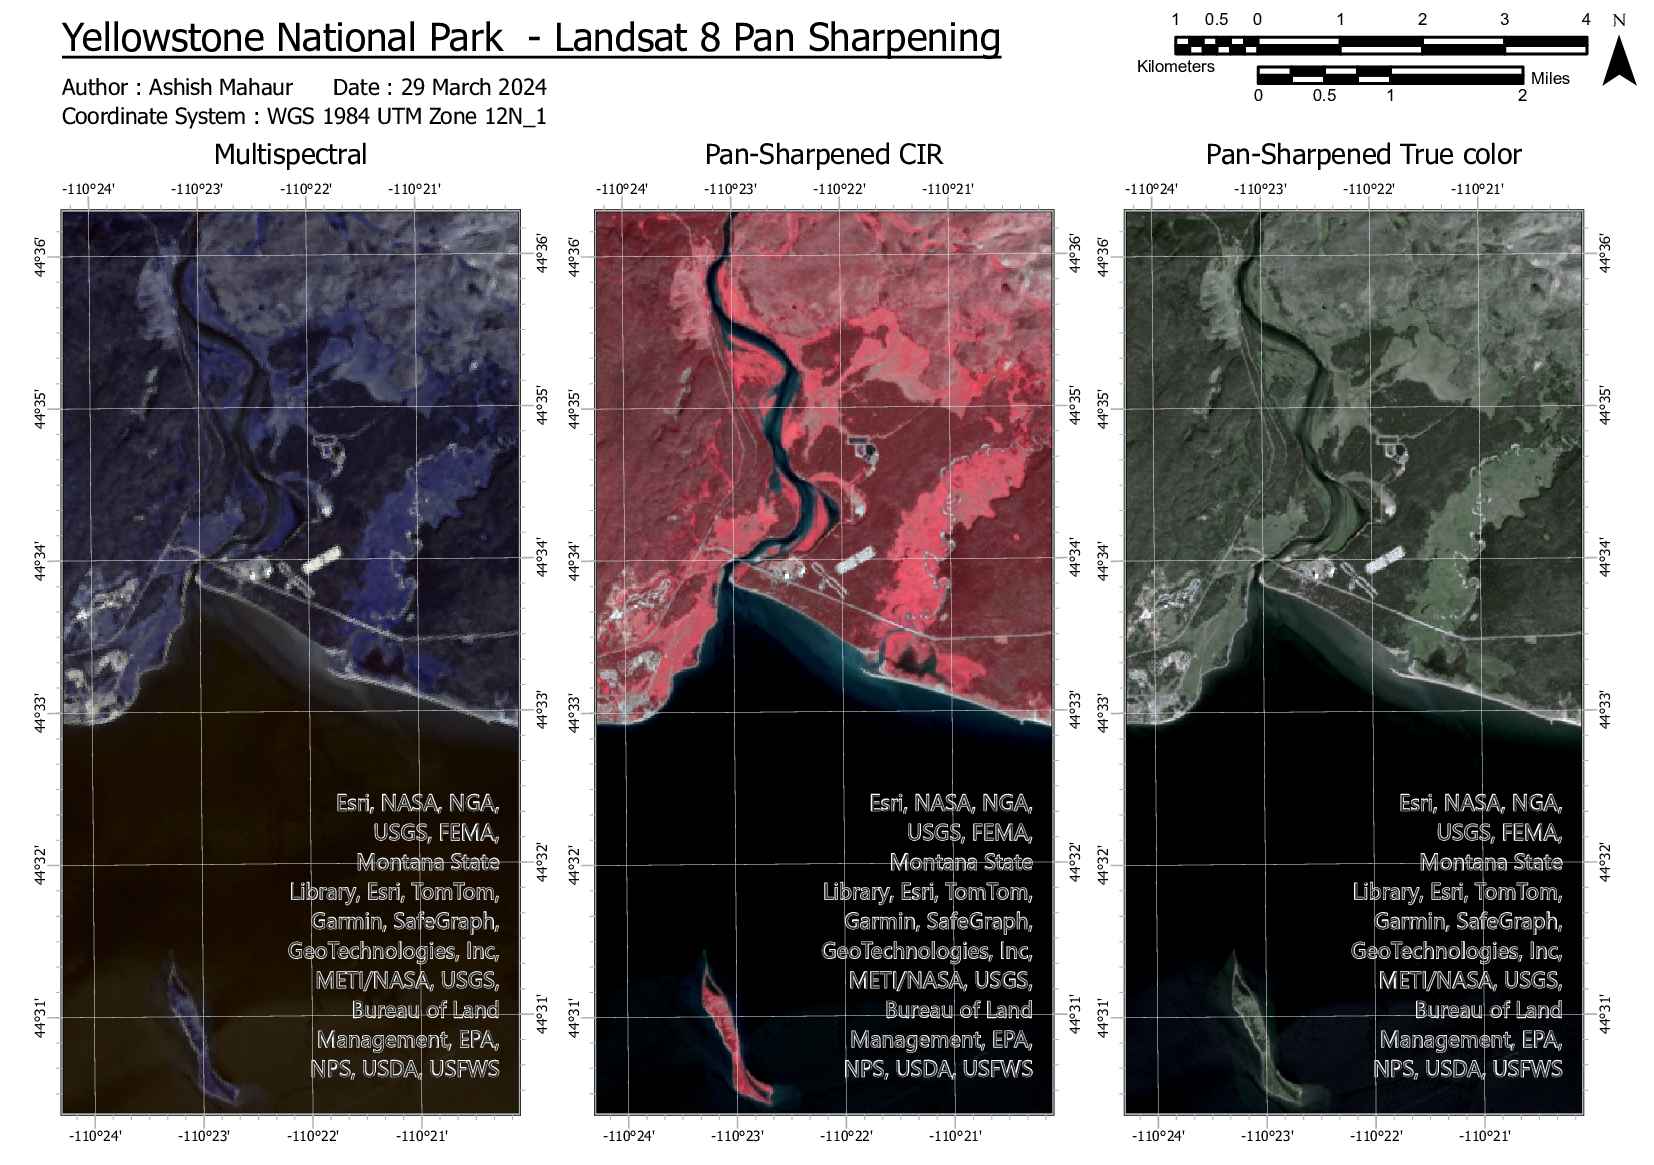 Yellowstone National Park - Landsat 8 Pan Sharpening
1 0.5 0 1 2 3 4 N
Kilometers
Miles
0 0.5 1 2
Author : Ashish Mahaur Date : 29 March 2024
Coordinate System : WGS 1984 UTM Zone 12N_1
Multispectral
-110°24' -110°23' -110°22' -110°21'
44°36' 44°36'
44°35' 44°35'
44°34' 44°34'
44°33' 44°33'
44°32' 44°32'
44°31' 44°31'
Esri, NASA, NGA,
USGS, FEMA,
Montana State
Library, Esri, TomTom,
Garmin, SafeGraph,
GeoTechnologies, Inc,
METI/NASA, USGS,
Bureau of Land
Management, EPA,
NPS, USDA, USFWS
-110°24' -110°23' -110°22' -110°21'
Pan-Sharpened CIR
-110°24' -110°23' -110°22' -110°21'
44°36' 44°36'
44°35' 44°35'
44°34' 44°34'
44°33' 44°33'
44°32' 44°32'
44°31' 44°31'
Esri, NASA, NGA,
USGS, FEMA,
Montana State
Library, Esri, TomTom,
Garmin, SafeGraph,
GeoTechnologies, Inc,
METI/NASA, USGS,
Bureau of Land
Management, EPA,
NPS, USDA, USFWS
-110°24' -110°23' -110°22' -110°21'
Pan-Sharpened True color
-110°24' -110°23' -110°22' -110°21'
44°36' 44°36'
44°35' 44°35'
44°34' 44°34'
44°33' 44°33'
44°32' 44°32'
44°31' 44°31'
Esri, NASA, NGA,
USGS, FEMA,
Montana State
Library, Esri, TomTom,
Garmin, SafeGraph,
GeoTechnologies, Inc,
METI/NASA, USGS,
Bureau of Land
Management, EPA,
NPS, USDA, USFWS
-110°24' -110°23' -110°22' -110°21'